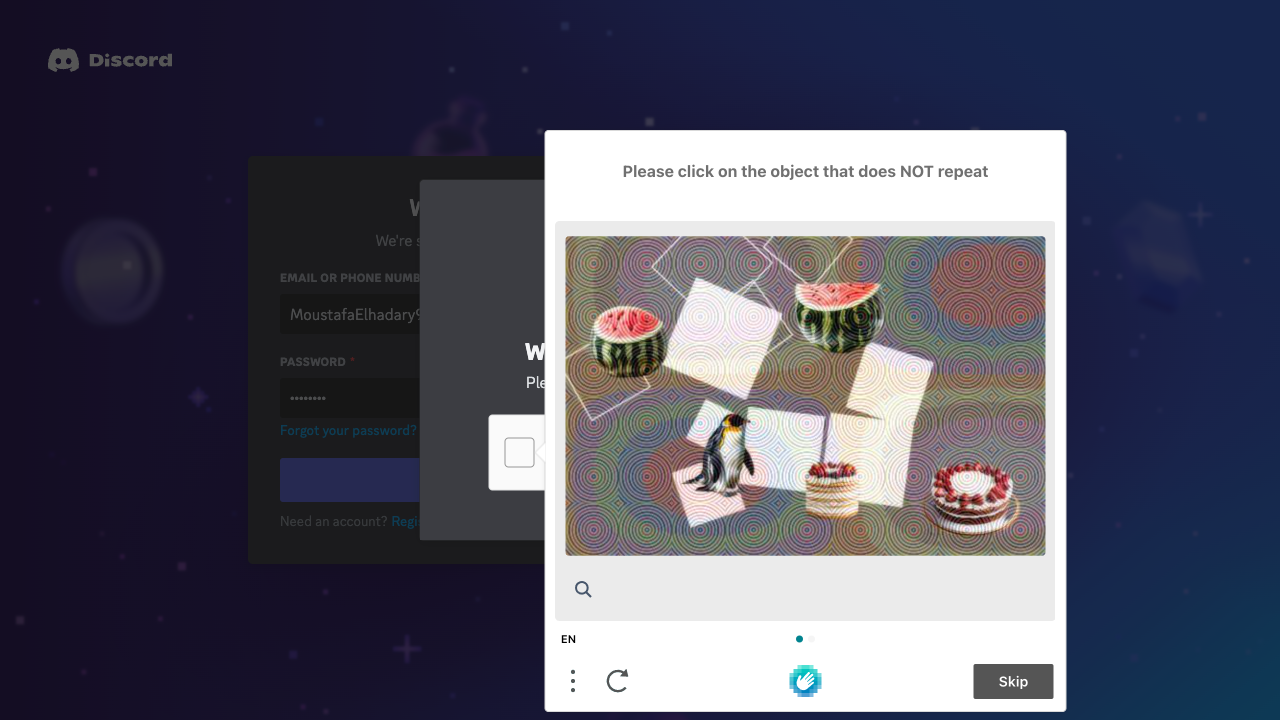 Discord
Please click on the object that does NOT repeat
We're s
EMAIL OR PHONE NUMB
MoustafaElhadary9
PASSWORD *
Ple
Forgot your password?
Need an account? Regi
EN
Skip